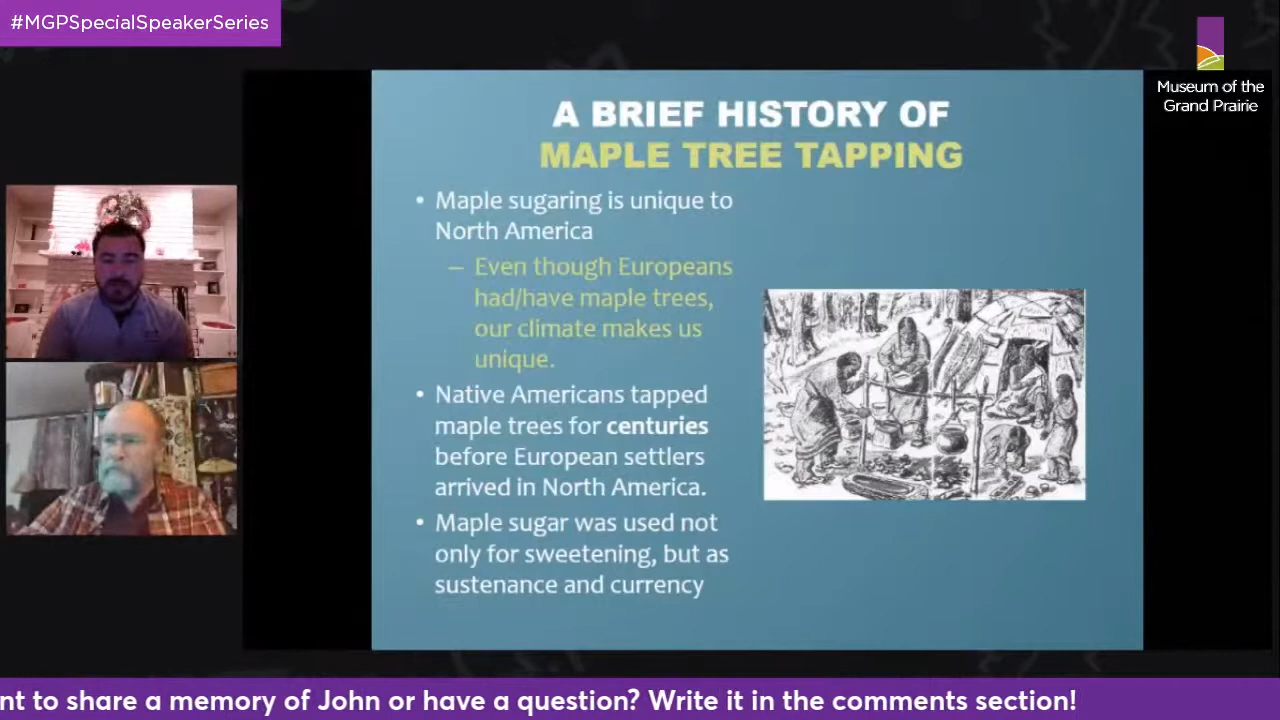 #MGPSpecialSpeakerSeries
Museum of the
Grand Prairie
A BRIEF HISTORY OF
MAPLE TREE TAPPING
• Maple sugaring is unique to
North America
– Even though Europeans
had/have maple trees,
our climate makes us
unique.
• Native Americans tapped
maple trees for centuries
before European settlers
arrived in North America.
• Maple sugar was used not
only for sweetening, but as
sustenance and currency
nt to share a memory of John or have a question? Write it in the comments section!